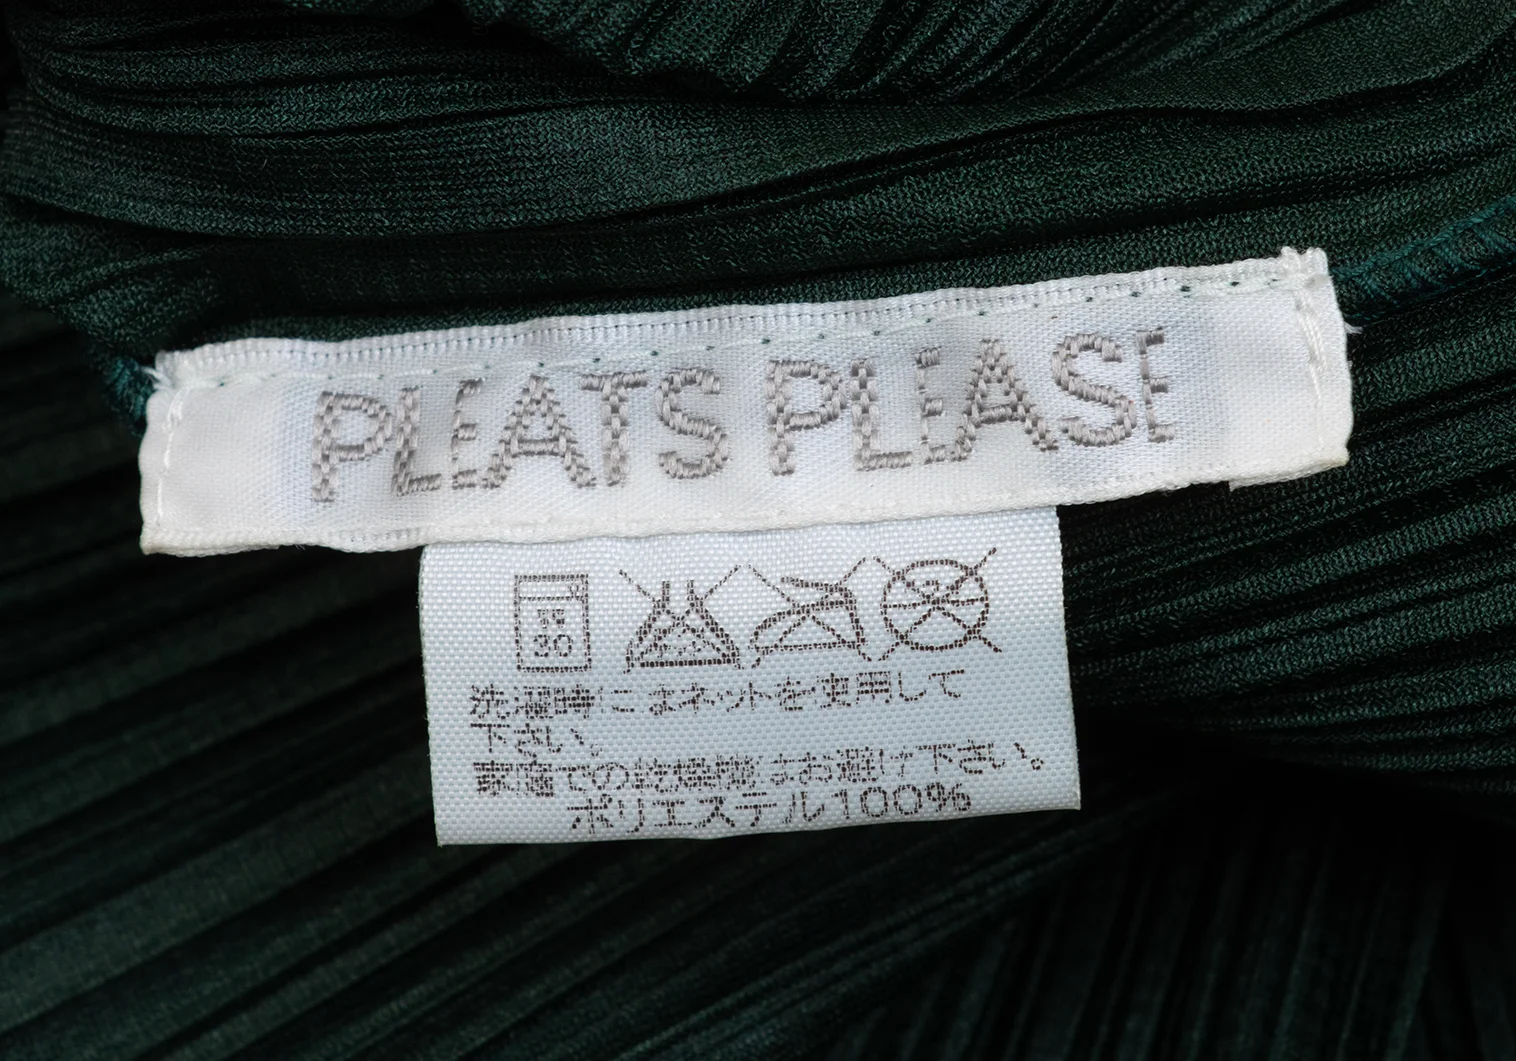 PLEATS PLEASE
弱
30
洗濯時にはネットを使用して
下さい。
家庭での乾燥機はお避け下さい。
ポリエステル100%